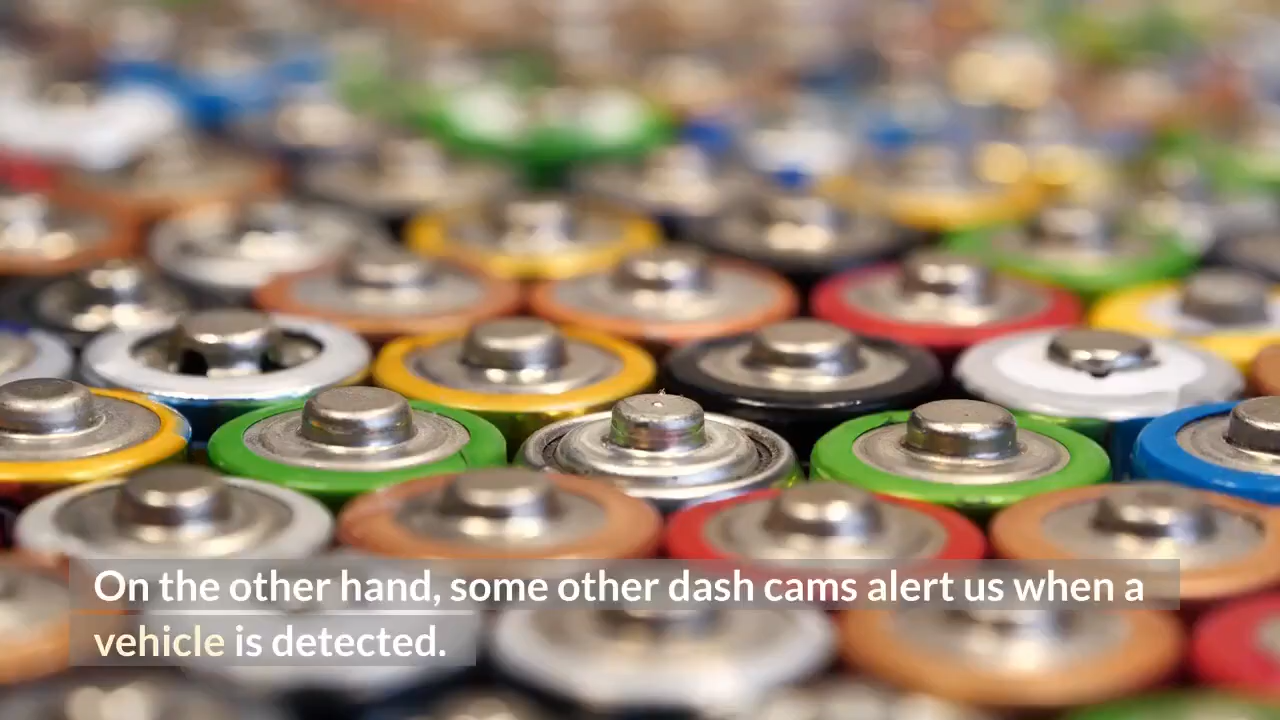 On the other hand, some other dash cams alert us when a
vehicle is detected.